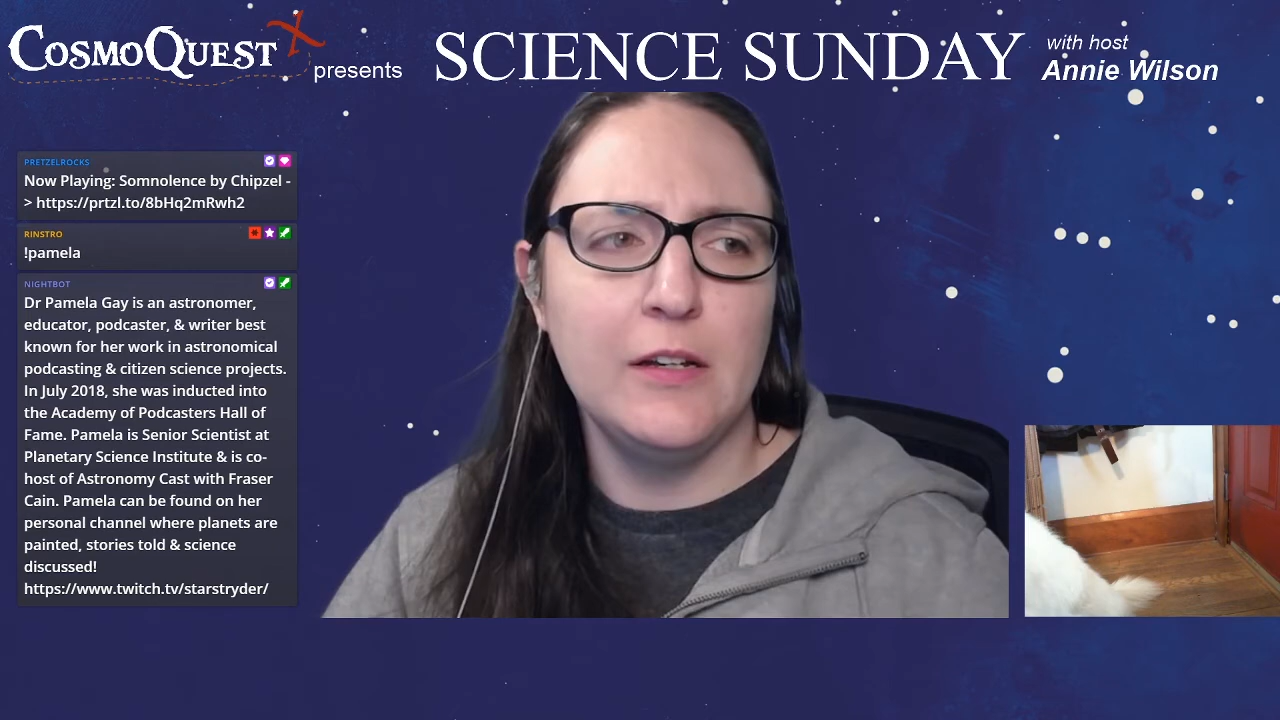 COSMOQUEST X
presents
SCIENCE SUNDAY
with host
Annie Wilson
PRETZELROCKS
Now Playing: Somnolence by Chipzel -
> https://prtzl.to/8bHq2mRwh2
RINSTRO
!pamela
NIGHTBOT
Dr Pamela Gay is an astronomer,
educator, podcaster, & writer best
known for her work in astronomical
podcasting & citizen science projects.
In July 2018, she was inducted into
the Academy of Podcasters Hall of
Fame. Pamela is Senior Scientist at
Planetary Science Institute & is co-
host of Astronomy Cast with Fraser
Cain. Pamela can be found on her
personal channel where planets are
painted, stories told & science
discussed!
https://www.twitch.tv/starstryder/